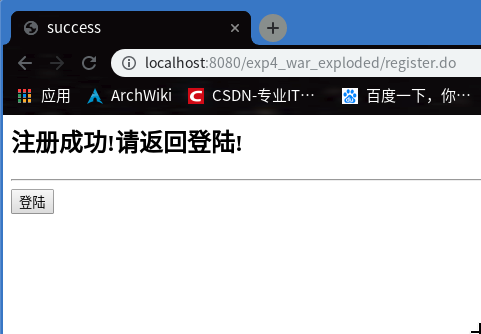 success
localhost:8080/exp4_war_exploded/register.do
应用 ArchWiki CSDN-专业IT… 百度一下，你…
注册成功!请返回登陆!
登陆